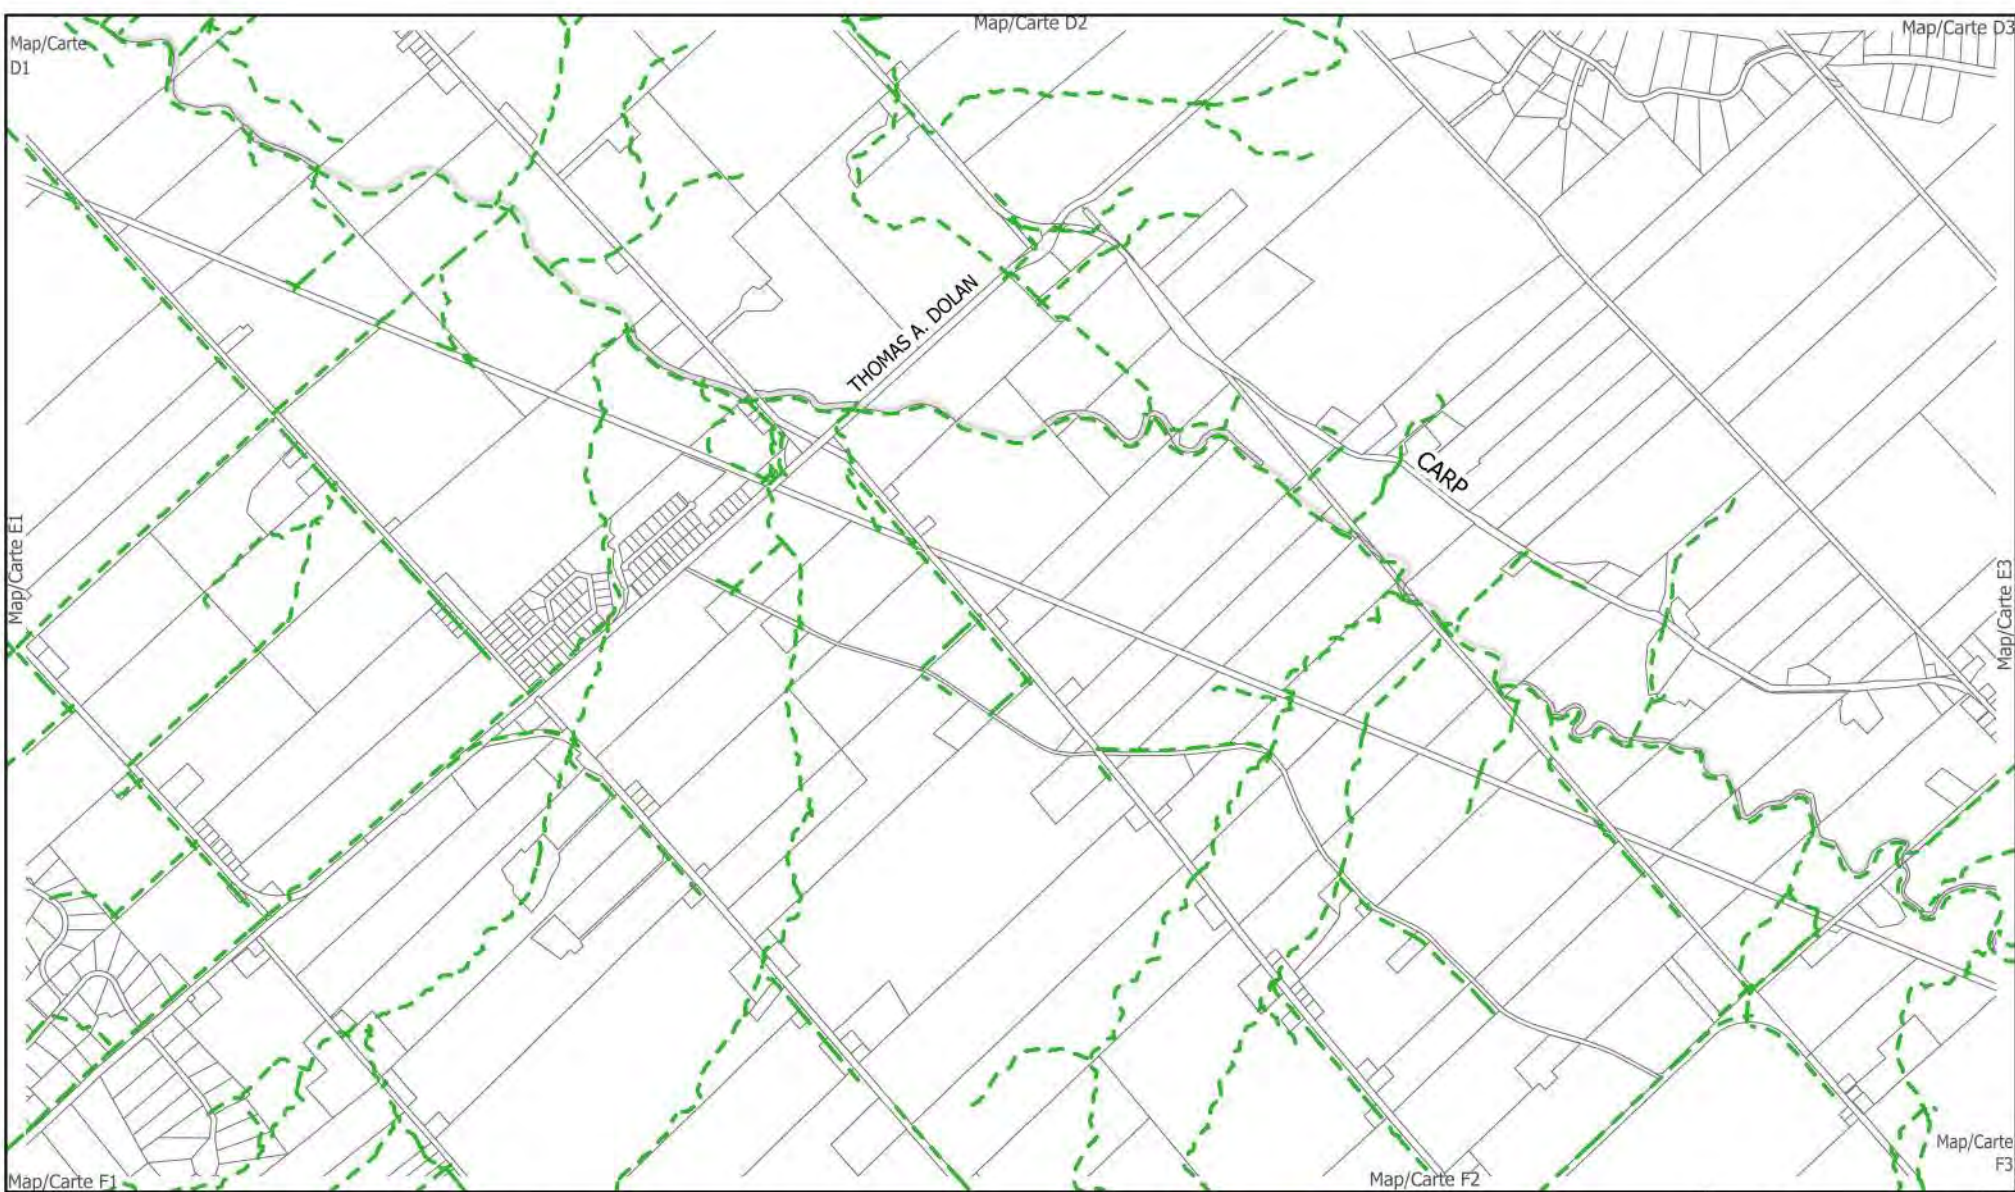 Map/Carte D2
Map/Carte D3
Map/Carte
D1
THOMAS A. DOLAN
CARP
Map/Carte E1
Map/Carte E3
Map/Carte
F3
Map/Carte F1
Map/Carte F2